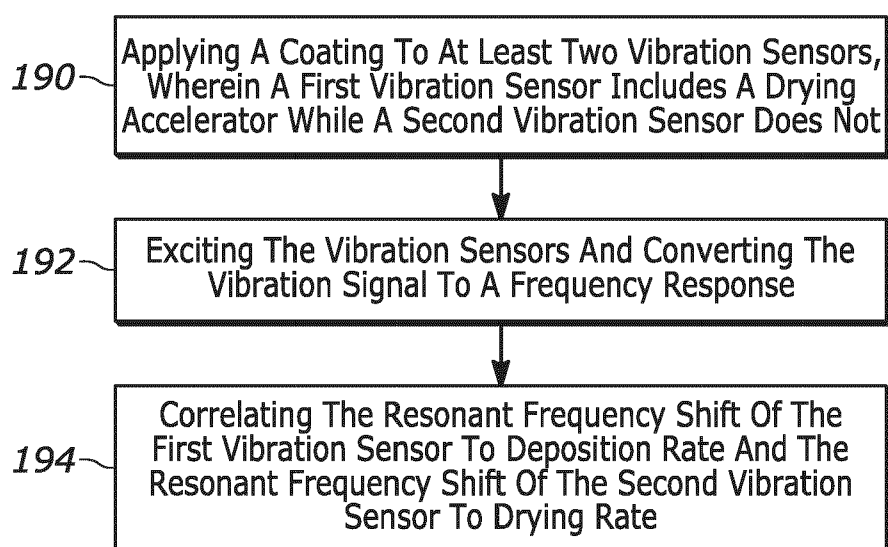 190
Applying A Coating To At Least Two Vibration Sensors,
Wherein A First Vibration Sensor Includes A Drying
Accelerator While A Second Vibration Sensor Does Not
192
Exciting The Vibration Sensors And Converting The
Vibration Signal To A Frequency Response
194
Correlating The Resonant Frequency Shift Of The
First Vibration Sensor To Deposition Rate And The
Resonant Frequency Shift Of The Second Vibration
Sensor To Drying Rate